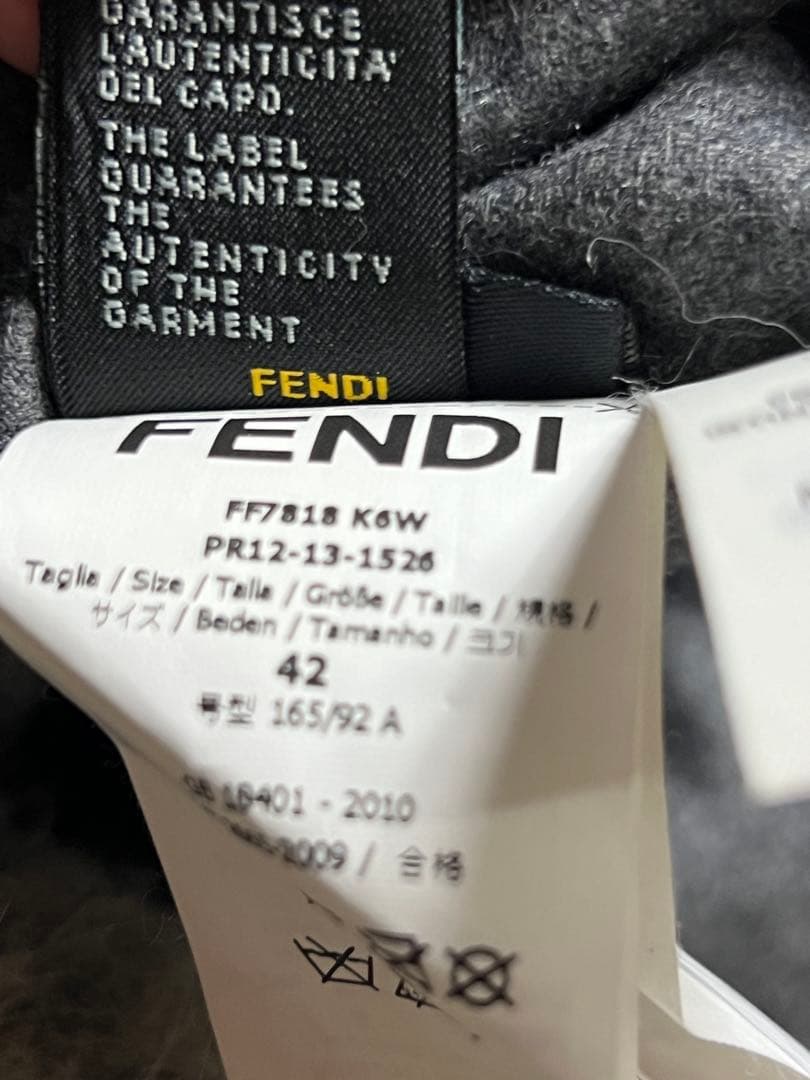 GARANTISCE
L'AUTENTICITA'
DEL CAPO.
THE LABEL
GUARANTEES
THE
AUTENTICITY
OF THE
GARMENT
FENDI
FENDI
FF7818 K6W
PR12-13-1526
Taglia / Size / Talla / Größe / Taille / 規格 /
サイズ / Beden / Tamanho / 크기
42
号型 165/92 A
GB 18401 - 2010
2009 / 合格